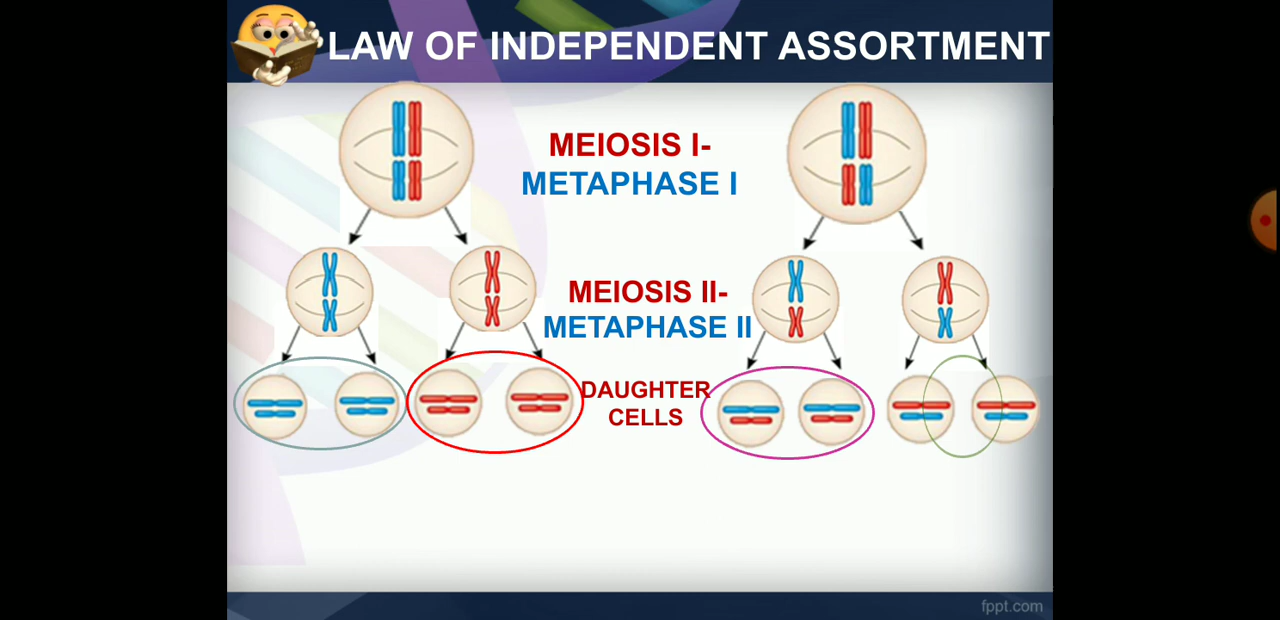 LAW OF INDEPENDENT ASSORTMENT
MEIOSIS I-
METAPHASE I
MEIOSIS II-
METAPHASE II
DAUGHTER
CELLS
fppt.com